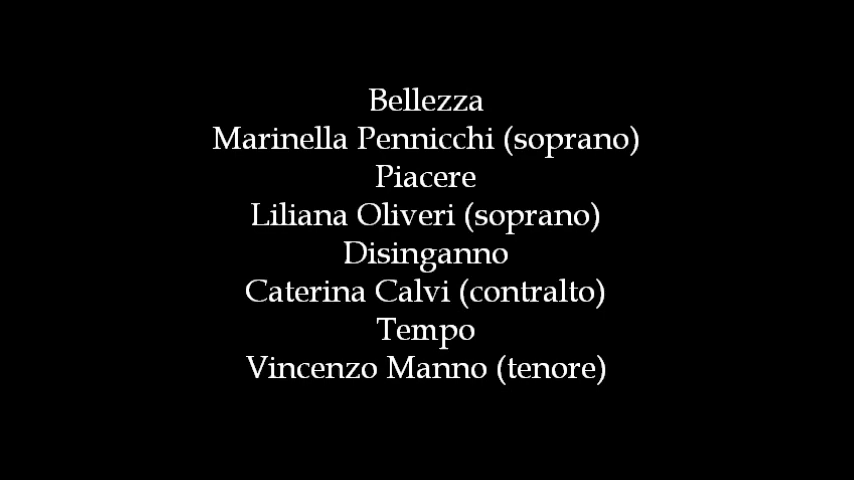 Bellezza
Marinella Pennicchi (soprano)
Piacere
Liliana Oliveri (soprano)
Disinganno
Caterina Calvi (contralto)
Tempo
Vincenzo Manno (tenore)